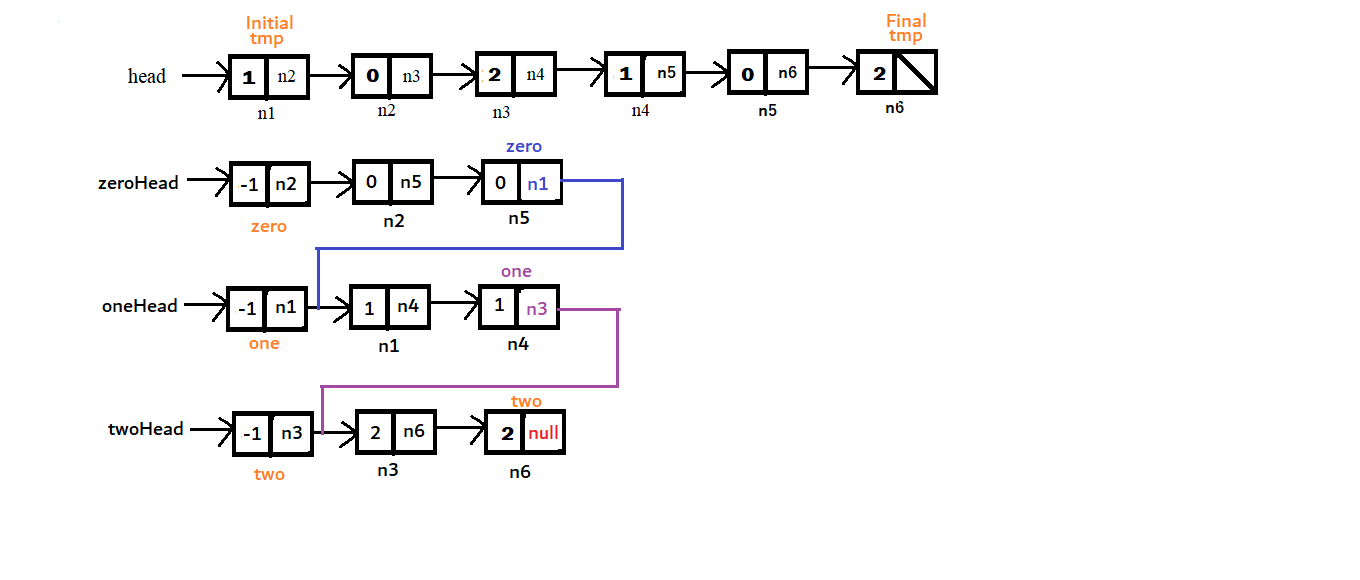 Initial
tmp
Final
tmp
head 1 n2 0 n3 2 n4 1 n5 0 n6 2
n1 n2 n3 n4 n5 n6
zero
zeroHead -1 n2 0 n5 0 n1
zero n2 n5
one
oneHead -1 n1 1 n4 1 n3
one n1 n4
two
twoHead -1 n3 2 n6 2 null
two n3 n6